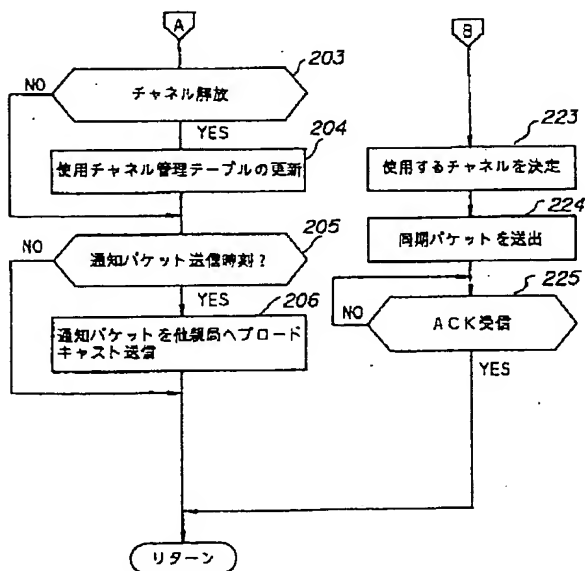 A
203
NO
チャネル解放
YES
204
使用チャネル管理テーブルの更新
205
NO
通知パケット送信時刻?
YES
206
通知パケットを他親局へブロード
キャスト送信
B
223
使用するチャネルを決定
224
同期パケットを送出
225
NO
ACK受信
YES
リターン